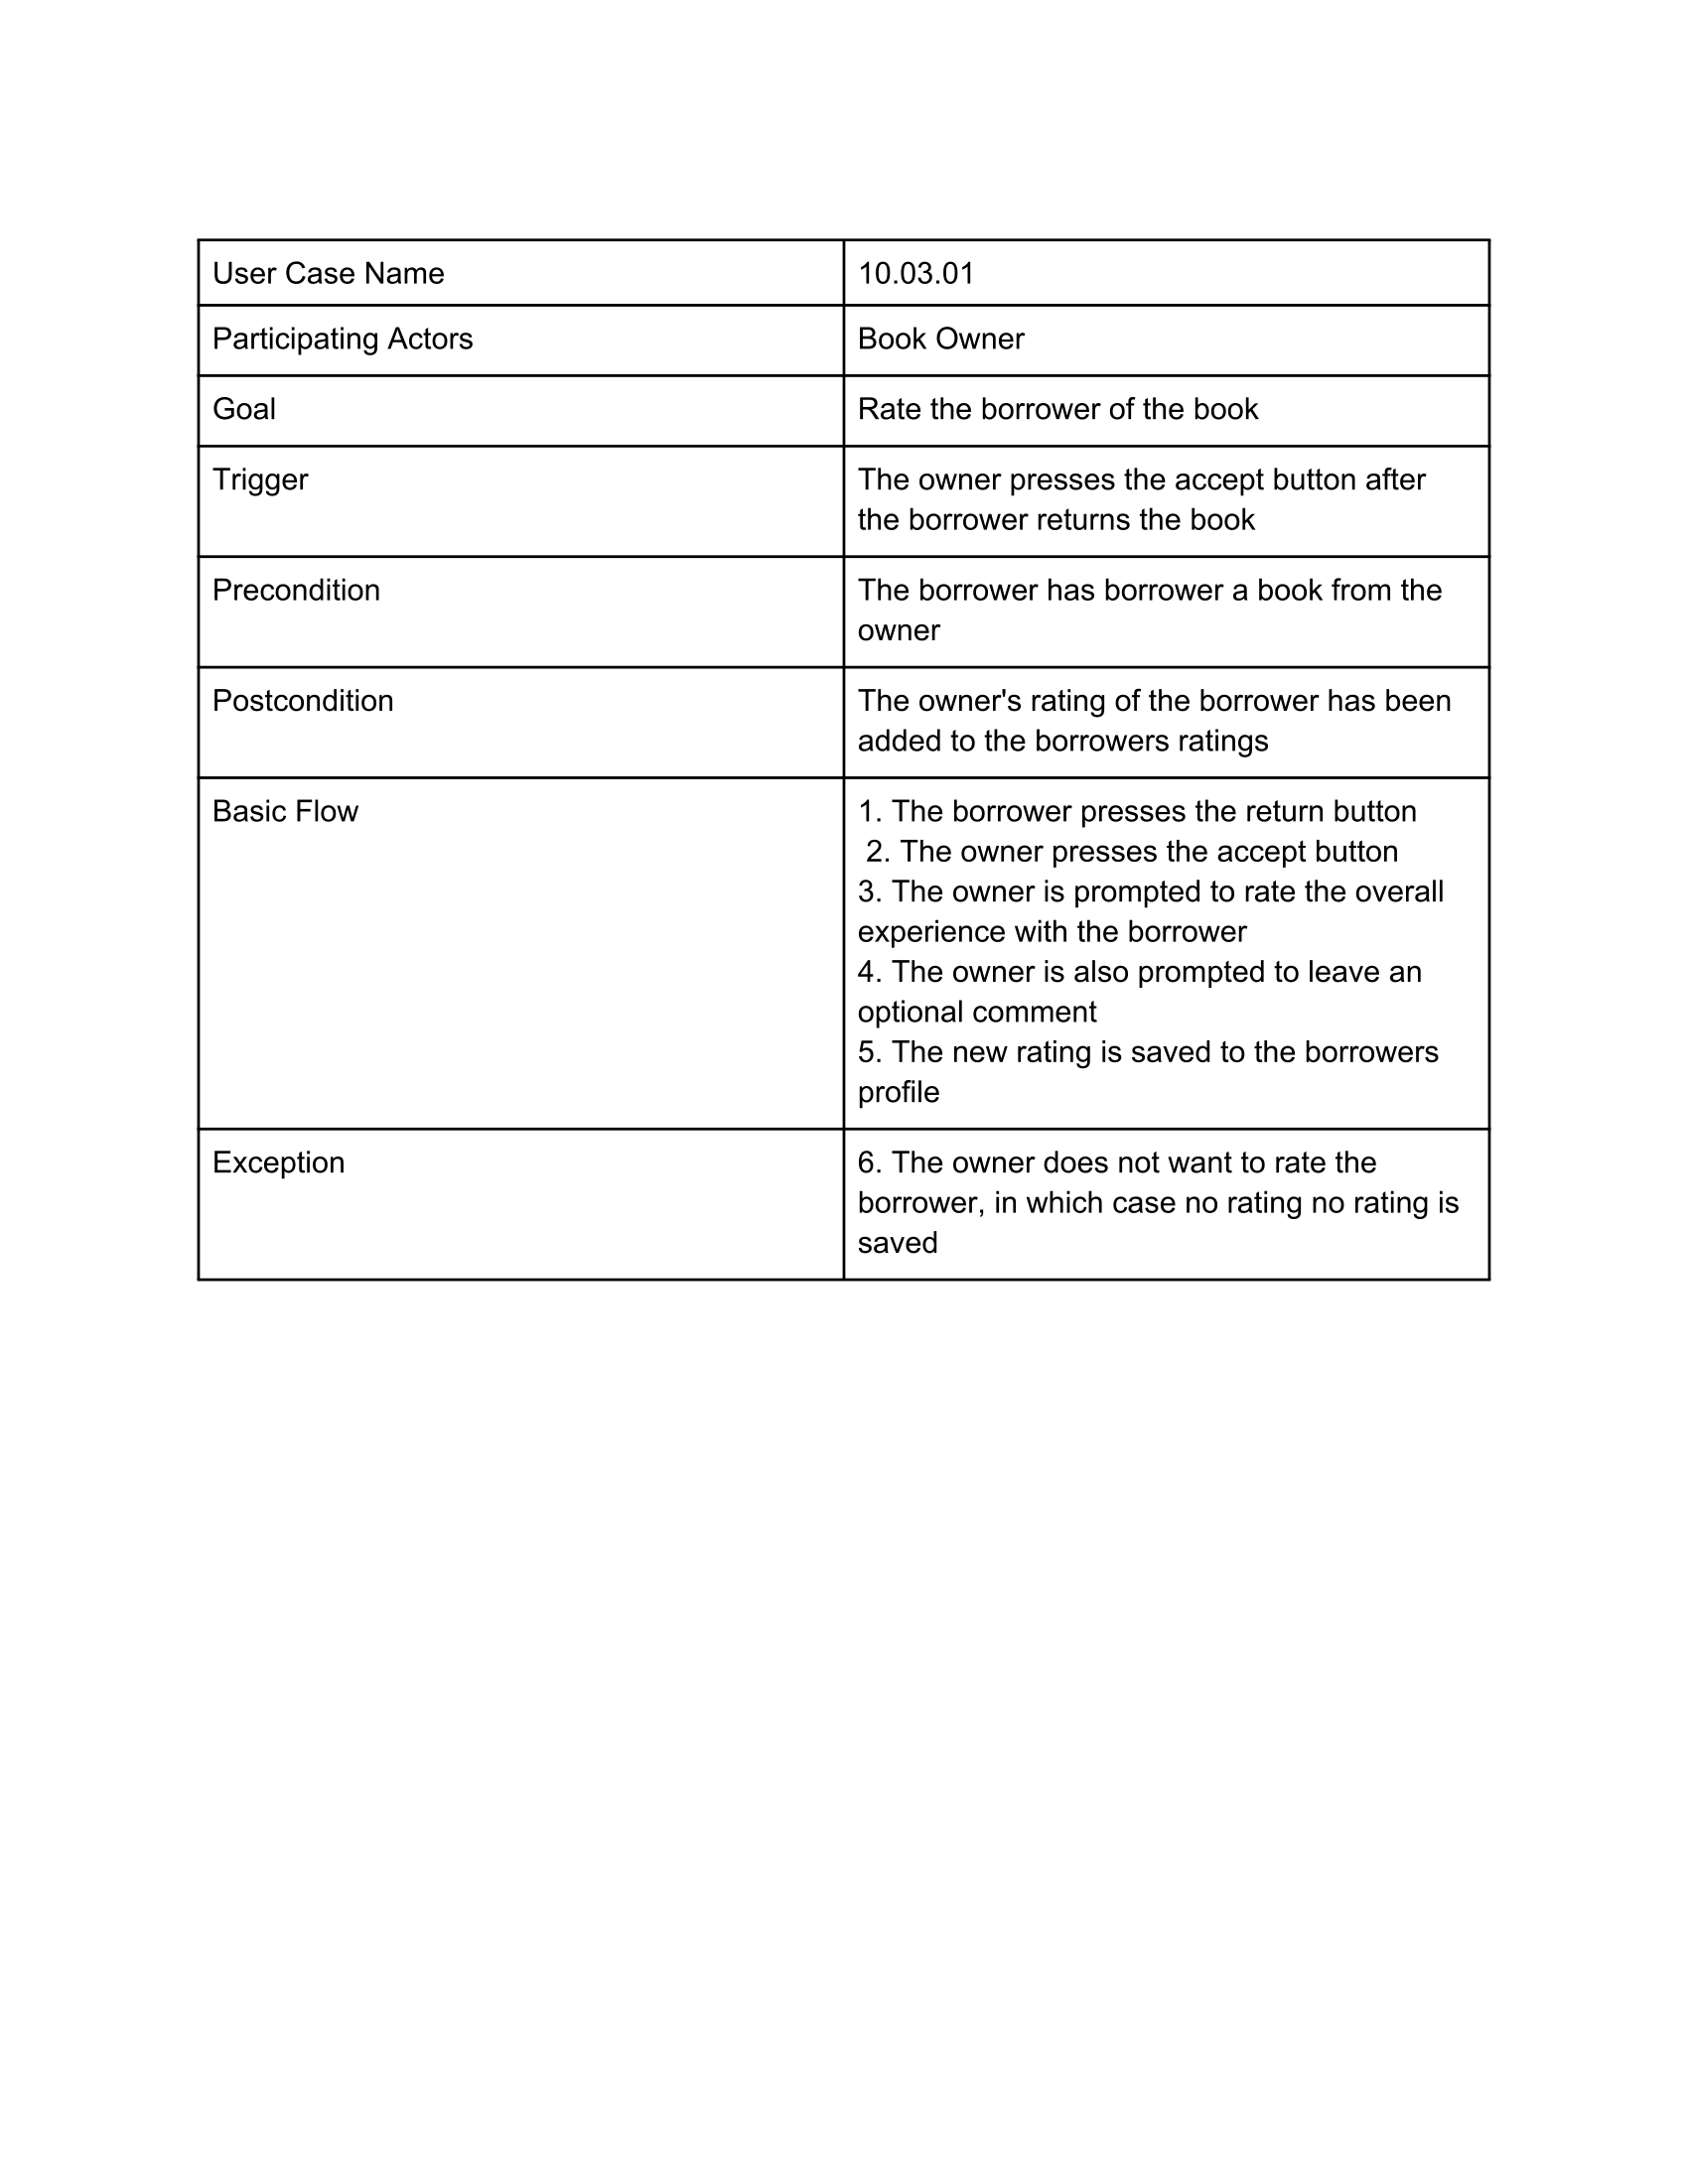 User Case Name
10.03.01
Participating Actors
Book Owner
Goal
Rate the borrower of the book
Trigger
The owner presses the accept button after
the borrower returns the book
Precondition
The borrower has borrower a book from the
owner
Postcondition
The owner's rating of the borrower has been
added to the borrowers ratings
Basic Flow
1. The borrower presses the return button
2. The owner presses the accept button
3. The owner is prompted to rate the overall
experience with the borrower
4. The owner is also prompted to leave an
optional comment
5. The new rating is saved to the borrowers
profile
Exception
6. The owner does not want to rate the
borrower, in which case no rating no rating is
saved